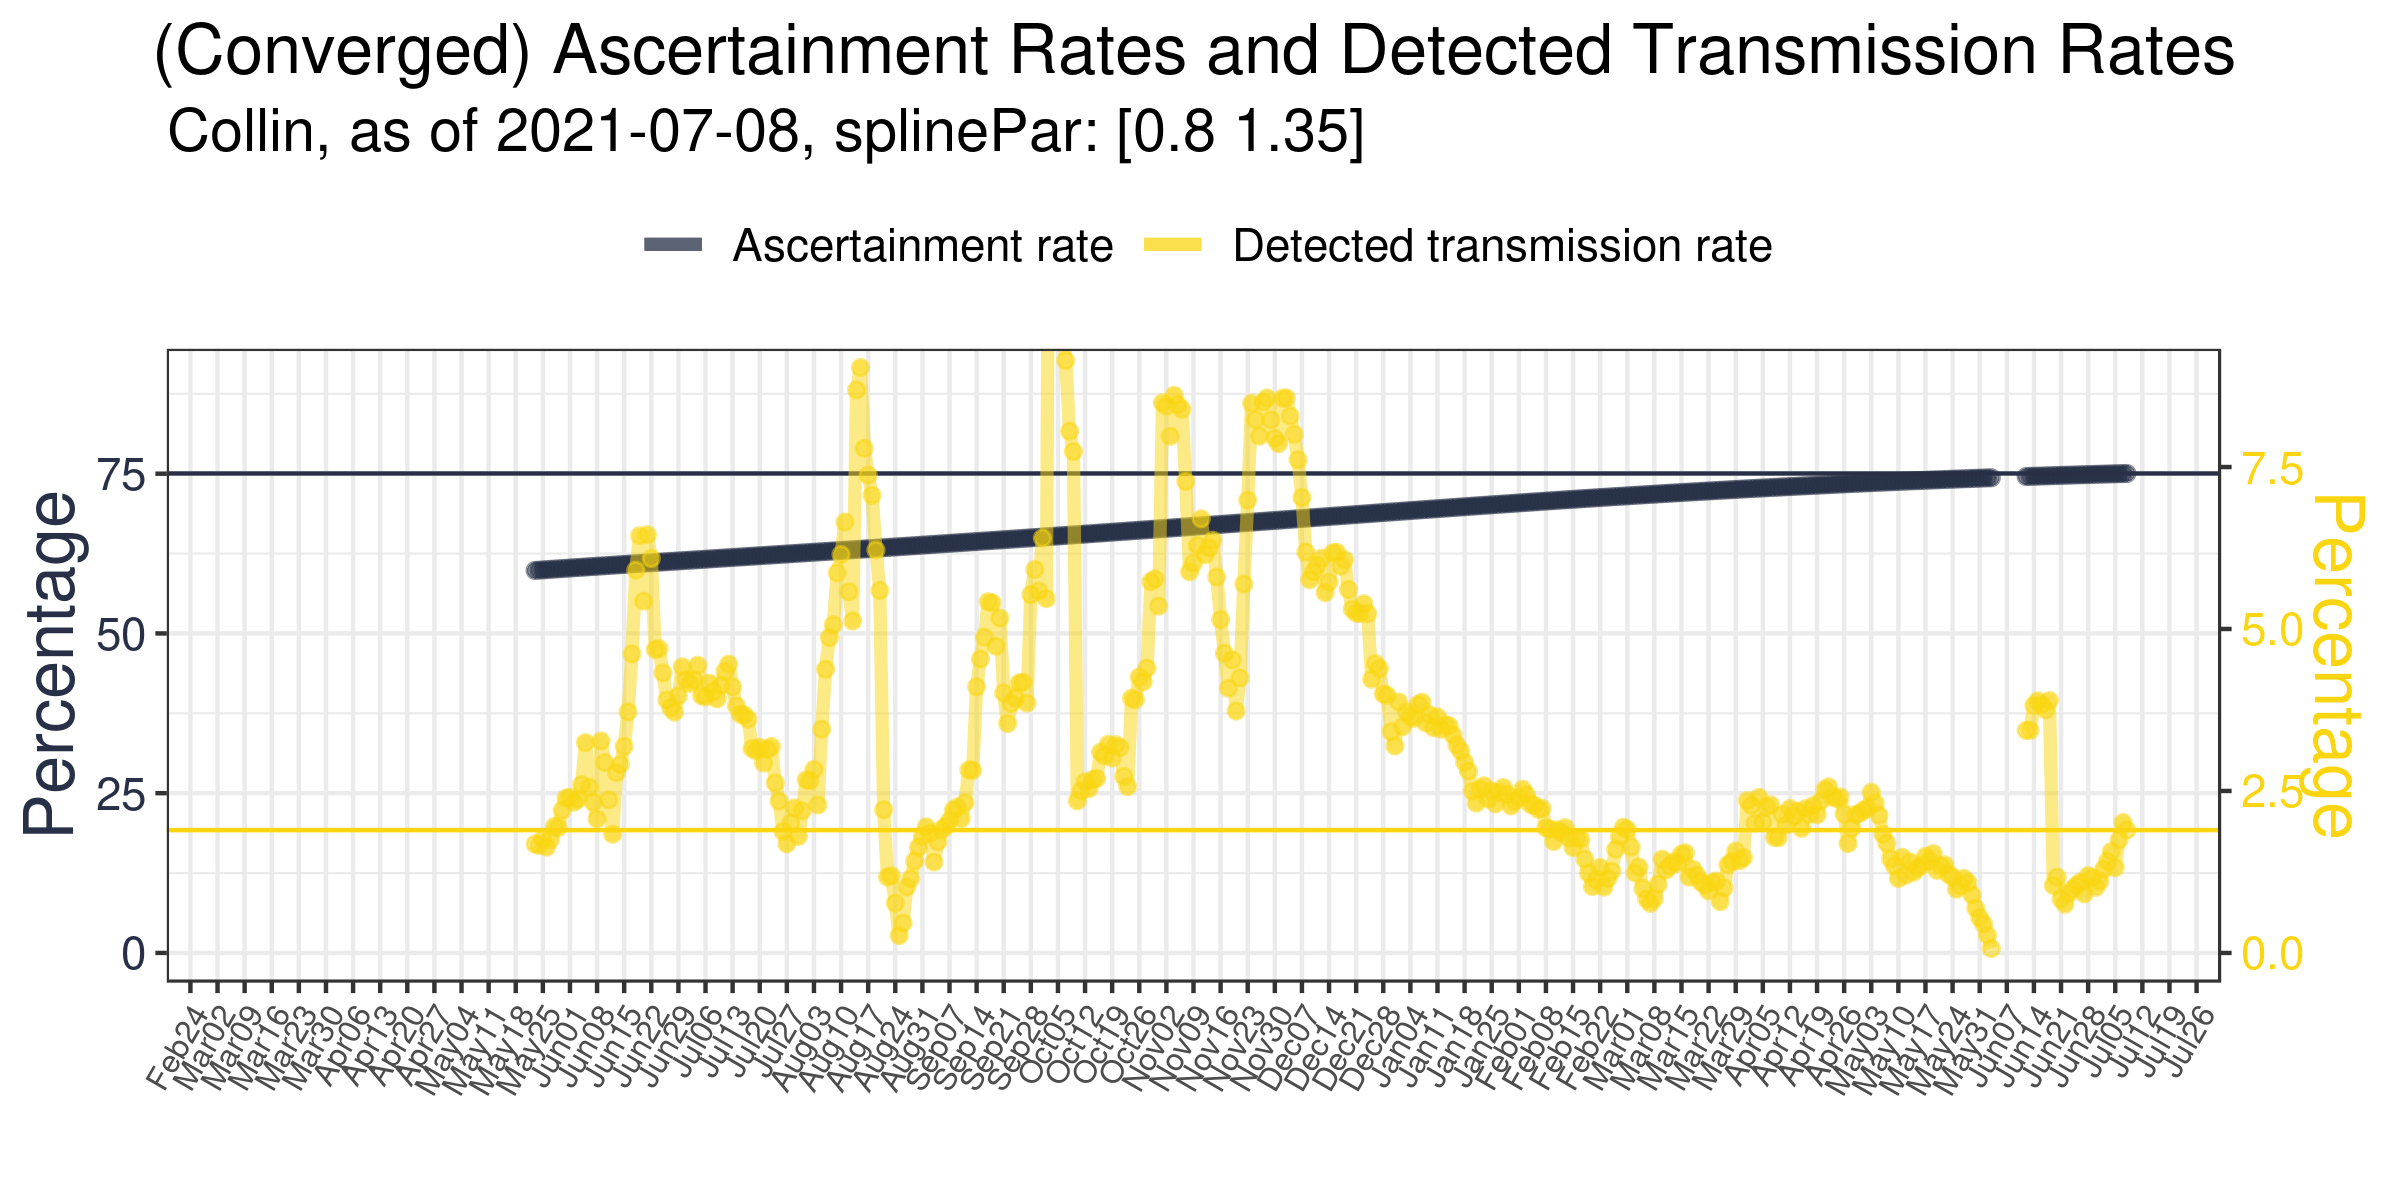 (Converged) Ascertainment Rates and Detected Transmission Rates
Collin, as of 2021-07-08, splinePar: [0.8 1.35]
Ascertainment rate
Detected transmission rate
Percentage
75
50
25
0
7.5
5.0
2.5
0.0
Percentage
Feb24
Mar02
Mar09
Mar16
Mar23
Mar30
Apr06
Apr13
Apr20
Apr27
May04
May11
May18
May25
Jun01
Jun08
Jun15
Jun22
Jun29
Jul06
Jul13
Jul20
Jul27
Aug03
Aug10
Aug17
Aug24
Aug31
Sep07
Sep14
Sep21
Sep28
Oct05
Oct12
Oct19
Oct26
Nov02
Nov09
Nov16
Nov23
Nov30
Dec07
Dec14
Dec21
Dec28
Jan04
Jan11
Jan18
Jan25
Feb01
Feb08
Feb15
Feb22
Mar01
Mar08
Mar15
Mar22
Mar29
Apr05
Apr12
Apr19
Apr26
May03
May10
May17
May24
May31
Jun07
Jun14
Jun21
Jun28
Jul05
Jul12
Jul19
Jul26